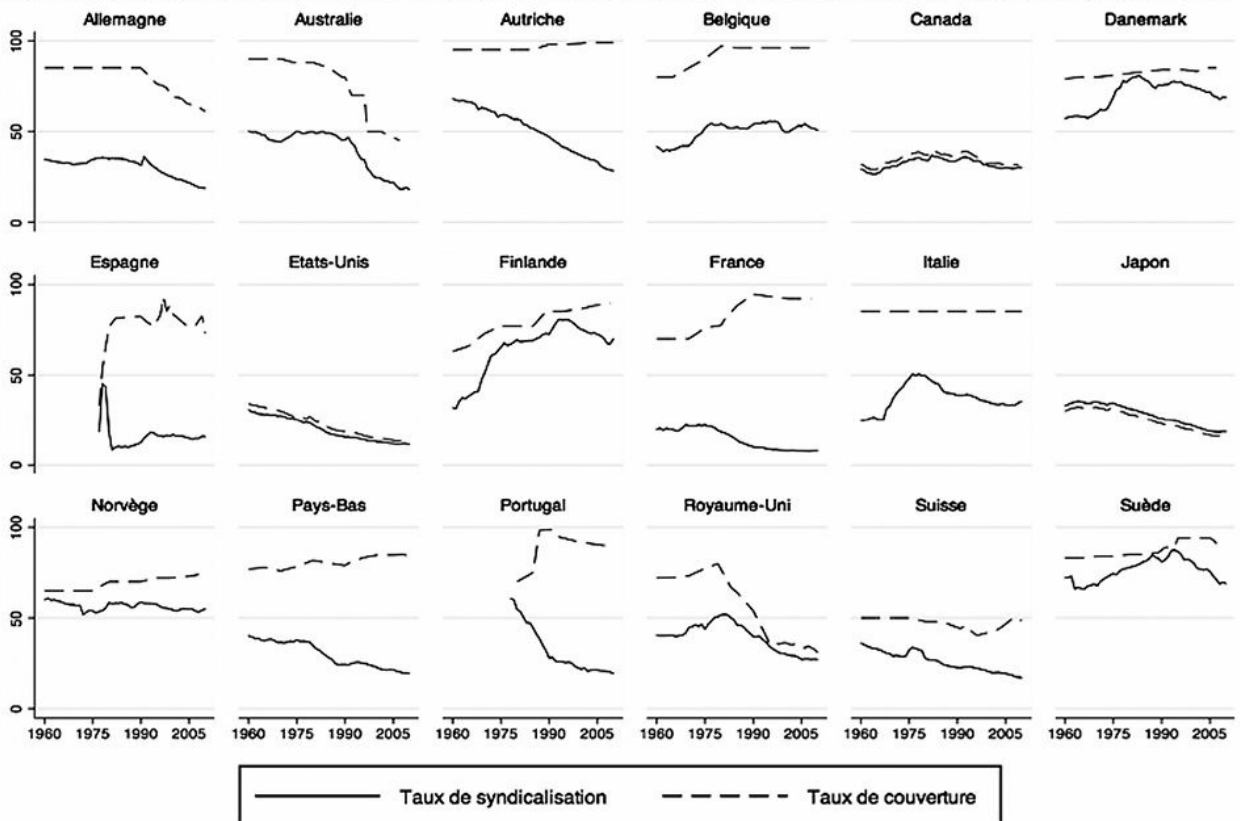 Allemagne Australie Autriche Belgique Canada Danemark
100
50
0
Espagne Etats-Unis Finlande France Italie Japon
100
50
0
Norvège Pays-Bas Portugal Royaume-Uni Suisse Suède
100
50
0
1960 1975 1990 2005 1960 1975 1990 2005 1960 1975 1990 2005 1960 1975 1990 2005 1960 1975 1990 2005 1960 1975 1990 2005
Taux de syndicalisation Taux de couverture